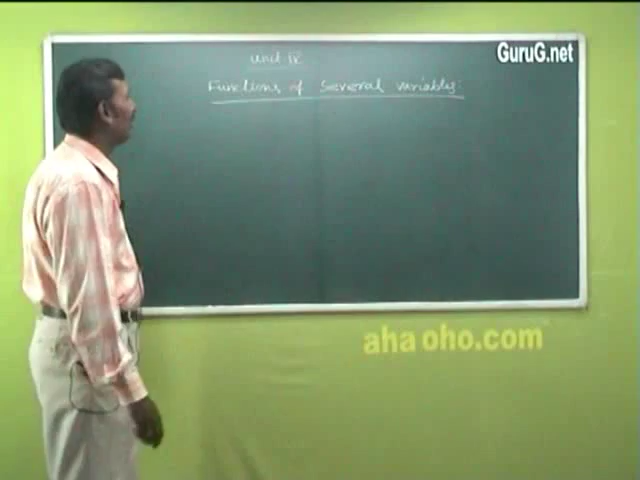 GuruG.net
Unit IV
Functions of Several variables:
aha oho.com